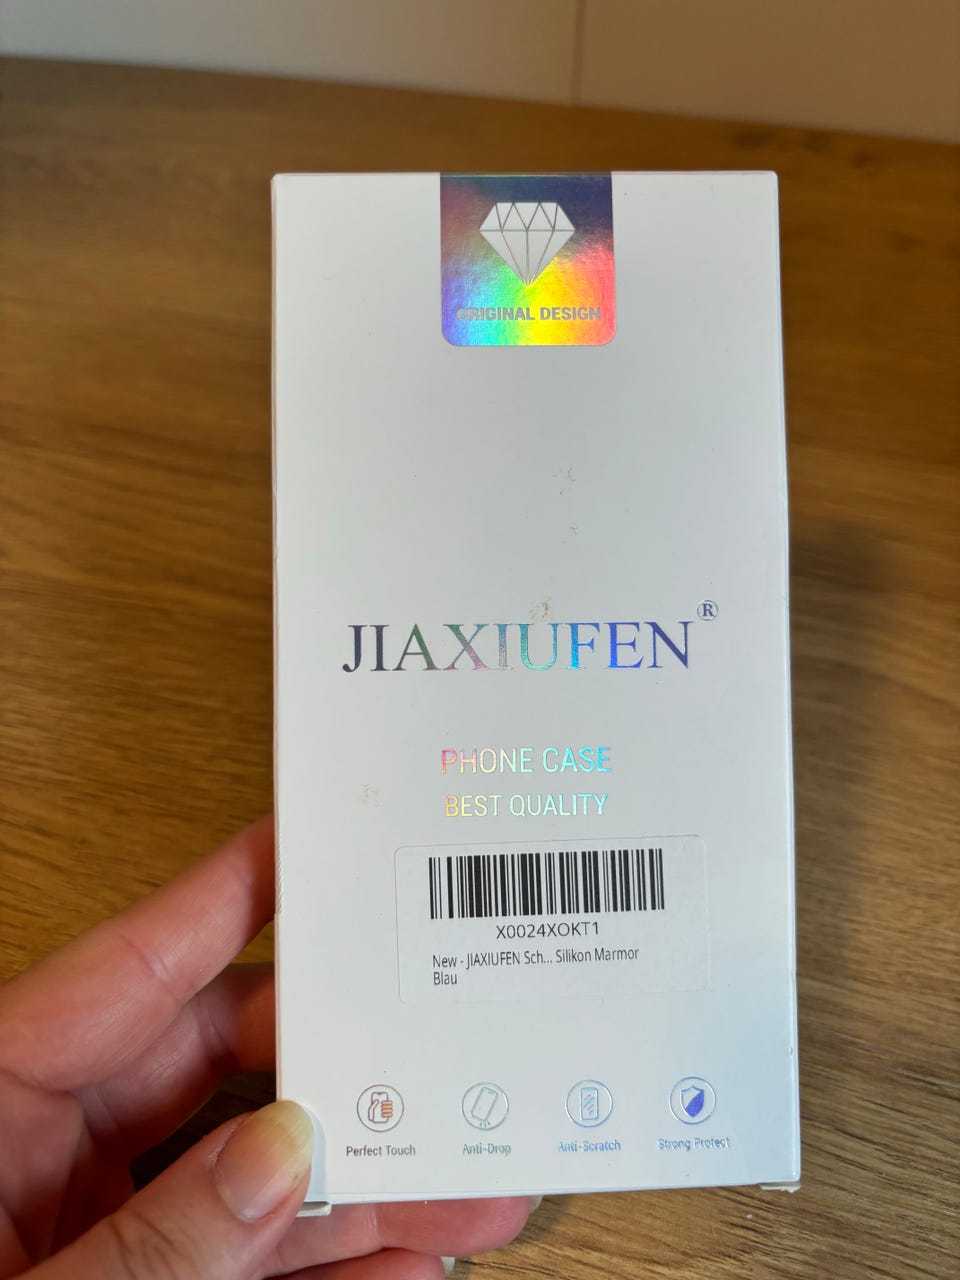 ORIGINAL DESIGN
JIAXIUFEN®
PHONE CASE
BEST QUALITY
X0024XOKT1
New - JIAXIUFEN Sch... Silikon Marmor
Blau
Perfect Touch Anti-Drop Anti-Scratch Strong Protect